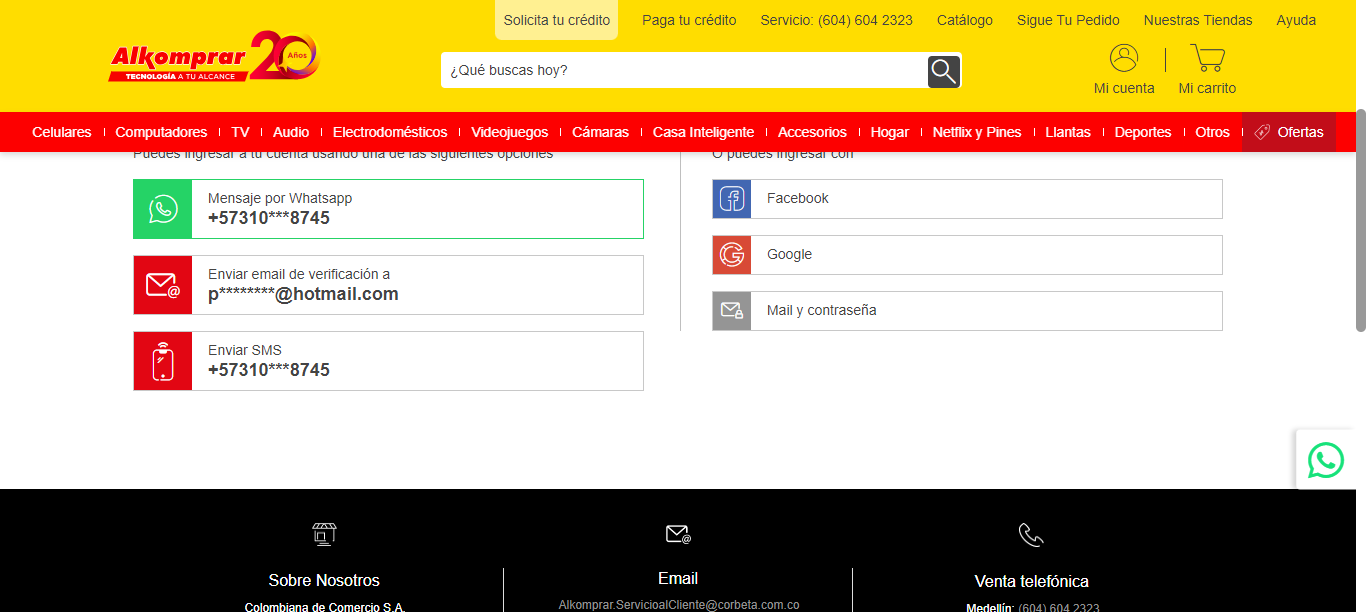 Solicita tu crédito Paga tu crédito Servicio: (604) 604 2323 Catálogo Sigue Tu Pedido Nuestras Tiendas Ayuda
Alkomprar 20 Años
TECNOLOGÍA A TU ALCANCE
¿Qué buscas hoy?
Mi cuenta Mi carrito
Celulares Computadores TV Audio Electrodomésticos Videojuegos Cámaras Casa Inteligente Accesorios Hogar Netflix y Pines Llantas Deportes Otros Ofertas
Puedes ingresar a tu cuenta usando una de las siguientes opciones
Mensaje por Whatsapp
+57310***8745
Enviar email de verificación a
p********@hotmail.com
Enviar SMS
+57310***8745
O puedes ingresar con
Facebook
Google
Mail y contraseña
Sobre Nosotros
Colombiana de Comercio S.A.
Email
Alkomprar.ServicioalCliente@corbeta.com.co
Venta telefónica
Medellín: (604) 604 2323